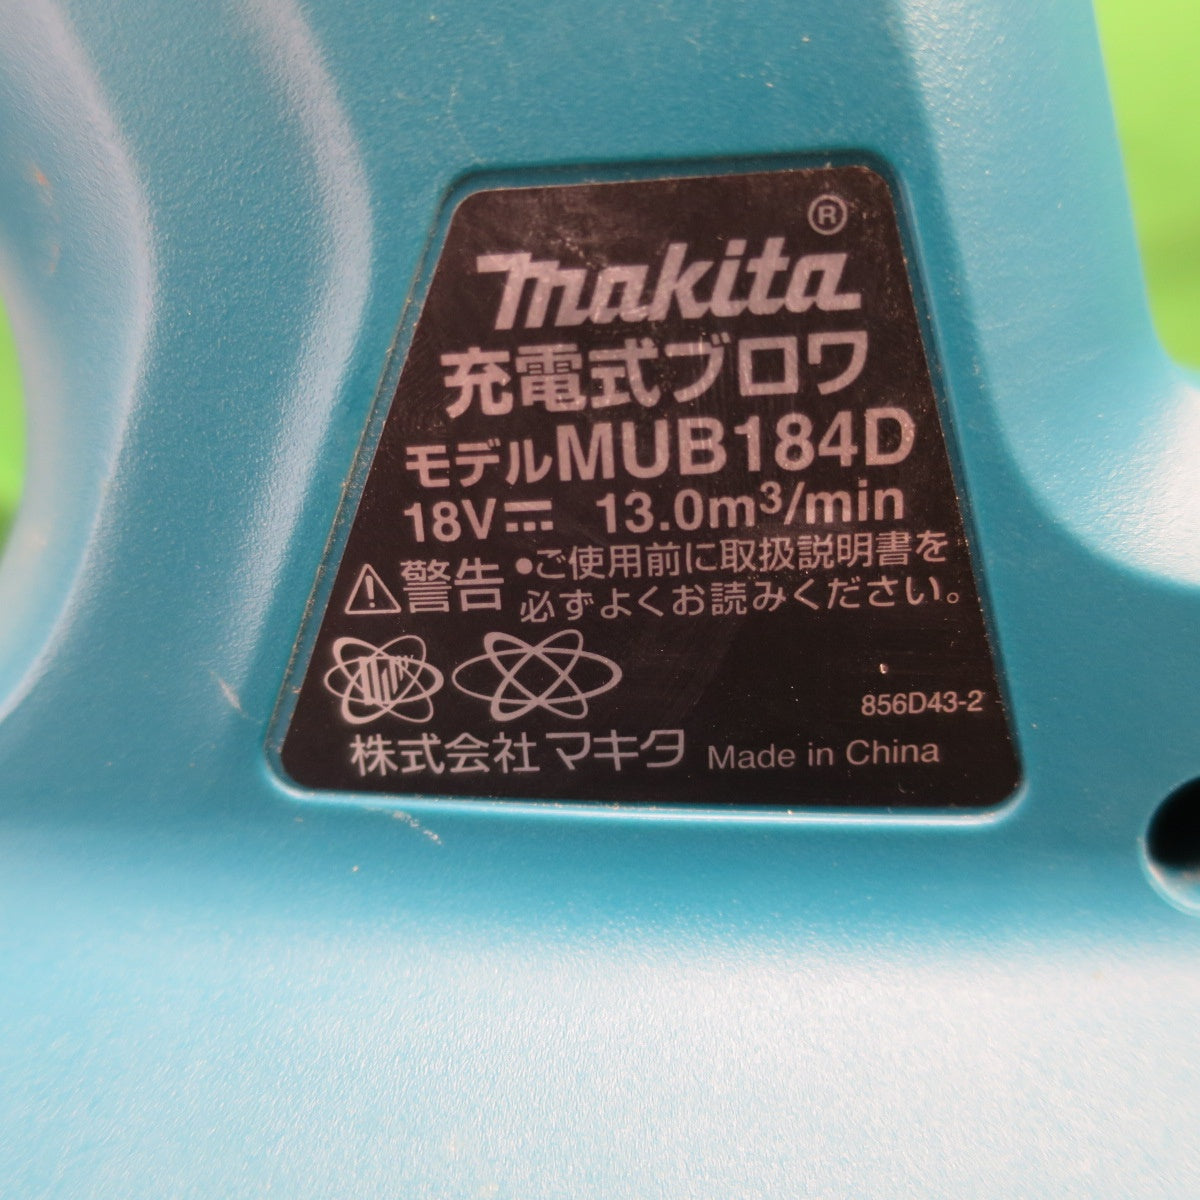 makita®
充電式ブロワ
モデルMUB184D
18V⎓ 13.0m³/min
⚠警告 •ご使用前に取扱説明書を
必ずよくお読みください。
856D43-2
株式会社マキタ Made in China